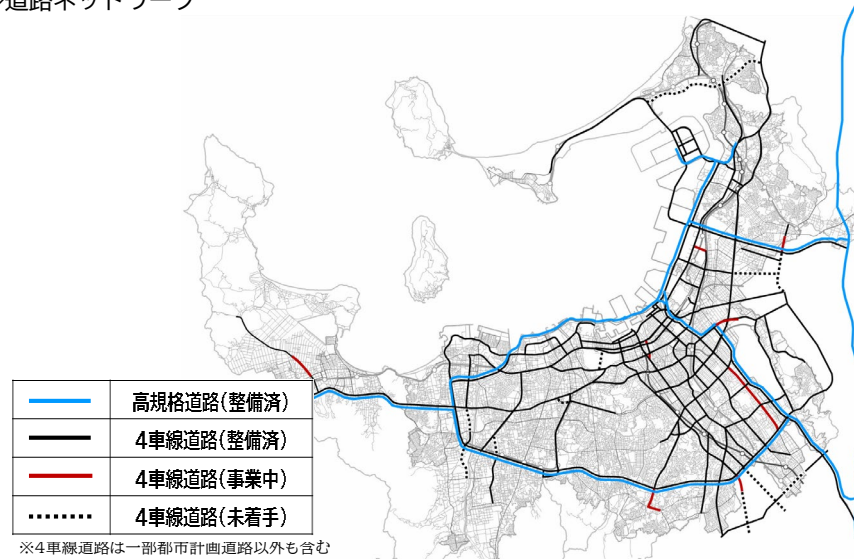 道路ネットワーク
高規格道路(整備済)
4車線道路(整備済)
4車線道路(事業中)
4車線道路(未着手)
※4車線道路は一部都市計画道路以外も含む